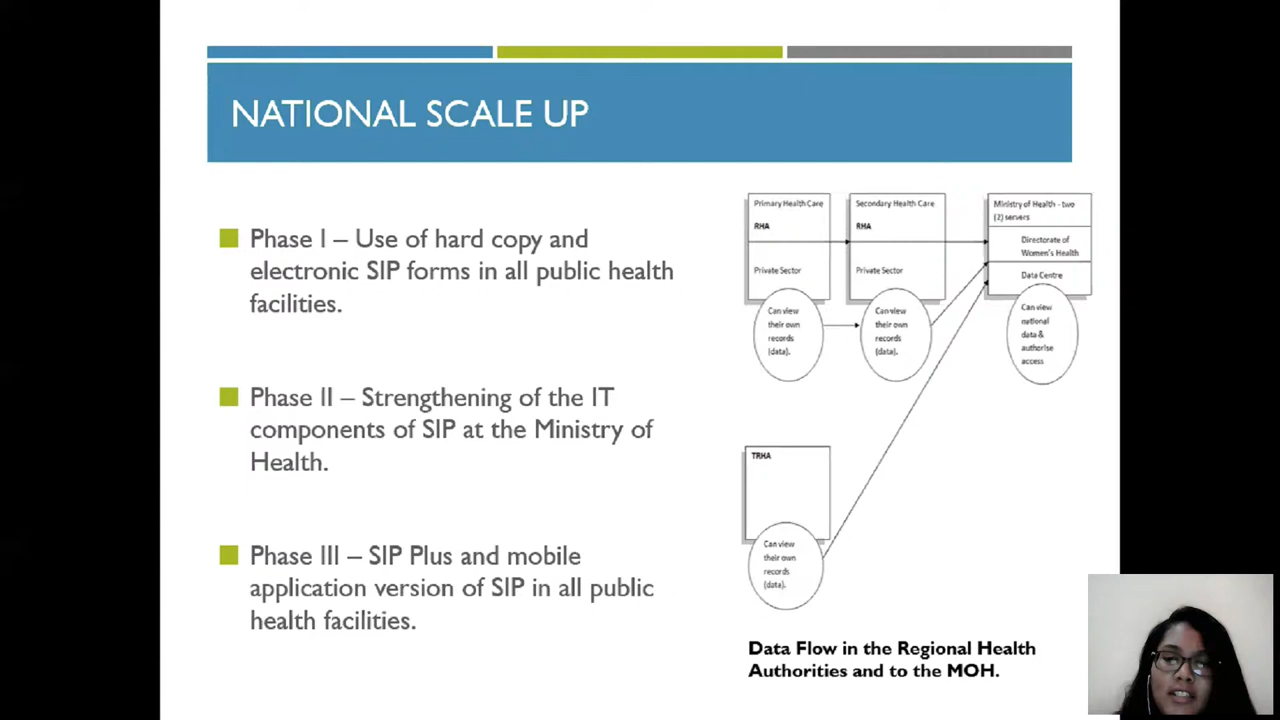 NATIONAL SCALE UP
Phase I – Use of hard copy and
electronic SIP forms in all public health
facilities.
Phase II – Strengthening of the IT
components of SIP at the Ministry of
Health.
Phase III – SIP Plus and mobile
application version of SIP in all public
health facilities.
Primary Health Care
RHA
Private Sector
Can view
their own
records
(data).
Secondary Health Care
RHA
Private Sector
Can view
their own
records
(data).
Ministry of Health - two
(2) servers
Directorate of
Women's Health
Data Centre
Can view
national
data &
authorise
access
TRHA
Can view
their own
records
(data).
Data Flow in the Regional Health
Authorities and to the MOH.